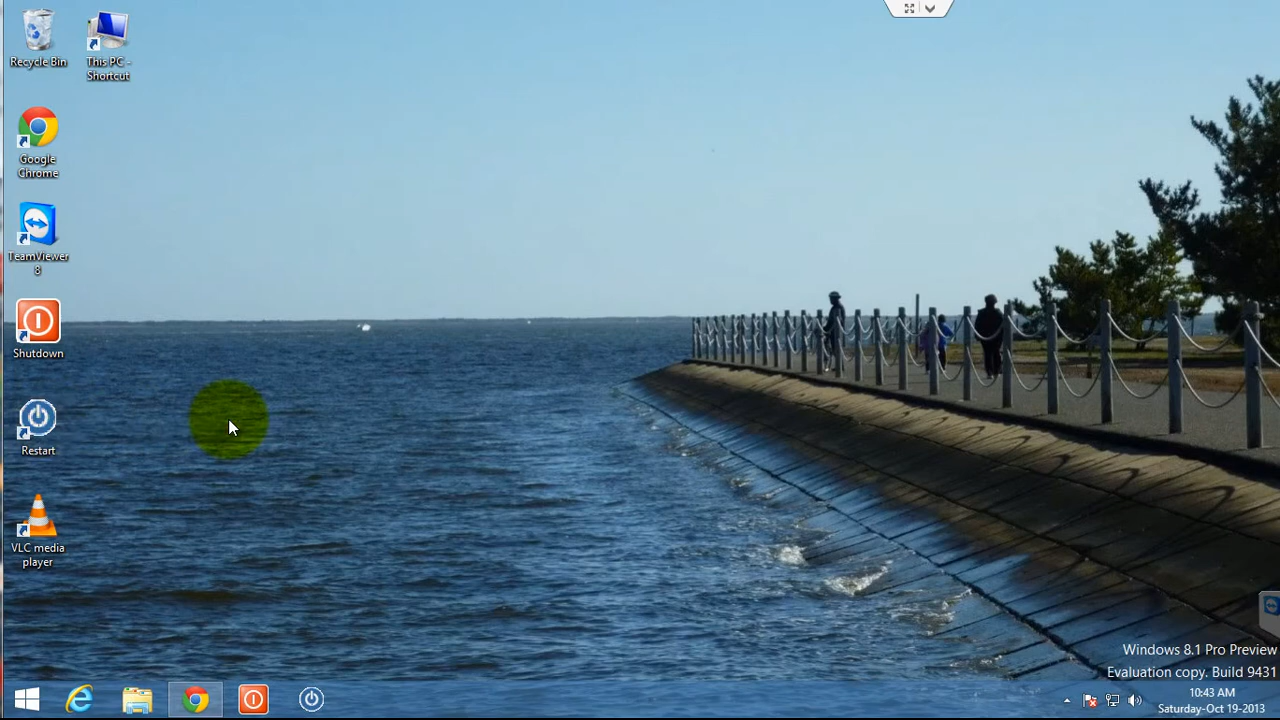 Recycle Bin
This PC -
Shortcut
Google
Chrome
TeamViewer
8
Shutdown
Restart
VLC media
player
Windows 8.1 Pro Preview
Evaluation copy. Build 9431
10:43 AM
Saturday-Oct 19-2013